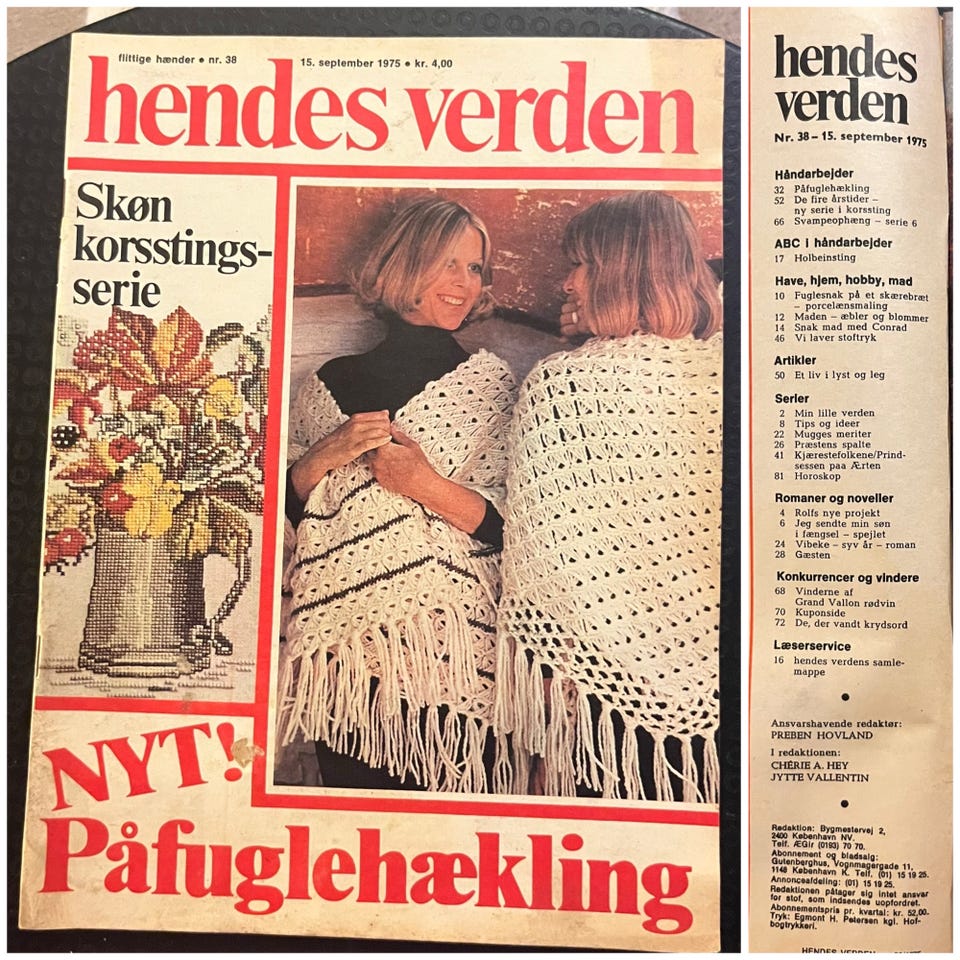 flittige hænder • nr. 38
15. september 1975 • kr. 4,00
hendes verden
Skøn
korsstings-
serie
NYT!
Påfuglehækling
hendes
verden
Nr. 38 – 15. september 1975
Håndarbejder
32 Påfuglehækling
52 De fire årstider –
ny serie i korssting
66 Svampeophæng – serie 6
ABC i håndarbejder
17 Holbeinsting
Have, hjem, hobby, mad
10 Fuglesnak på et skærebræt
– porcelænsmaling
12 Maden – æbler og blommer
14 Snak mad med Conrad
46 Vi laver stoftryk
Artikler
50 Et liv i lyst og leg
Serier
2 Min lille verden
8 Tips og ideer
22 Mugges meriter
26 Præstens spalte
41 Kjærestefolkene/Prind-
sessen paa Ærten
81 Horoskop
Romaner og noveller
4 Rolfs nye projekt
6 Jeg sendte min søn
i fængsel – spejlet
24 Vibeke – syv år – roman
28 Gæsten
Konkurrencer og vindere
68 Vinderne af
Grand Vallon rødvin
70 Kuponside
72 De, der vandt krydsord
Læserservice
16 hendes verdens samle-
mappe
Ansvarshavende redaktør:
PREBEN HOVLAND
I redaktionen:
CHÉRIE A. HEY
JYTTE VALLENTIN
Redaktion: Bygmestervej 2,
2400 København NV.
Telf. ÆGIr (0193) 70 70.
Abonnement og bladsalg:
Gutenberghus, Vognmagergade 11,
1148 København K. Telf. (01) 15 19 25.
Annonceafdeling: (01) 15 19 25.
Redaktionen påtager sig intet ansvar
for stof, som indsendes uopfordret.
Abonnementspris pr. kvartal: kr. 52,00.
Tryk: Egmont H. Petersen kgl. Hof-
bogtrykkeri.
HENDES VERDEN